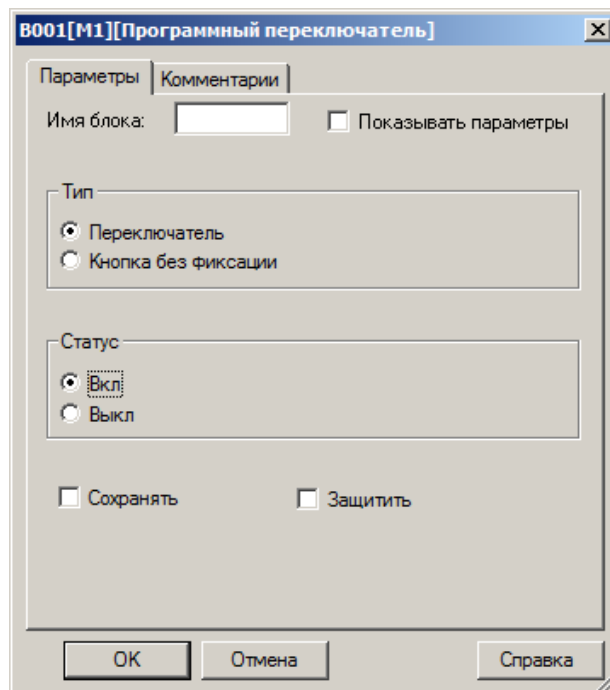 B001[M1][Программный переключатель]
Параметры Комментарии
Имя блока: Показывать параметры
Тип
Переключатель
Кнопка без фиксации
Статус
Вкл
Выкл
Сохранять Защитить
OK Отмена Справка